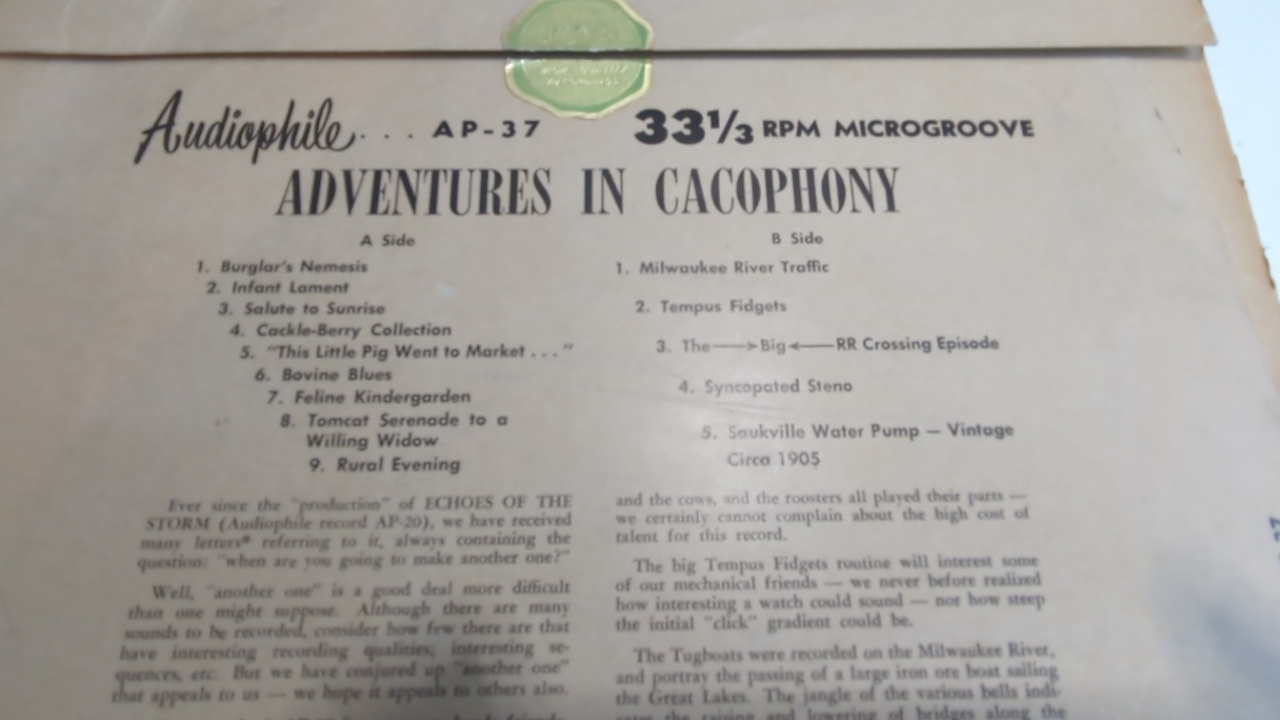 Audiophile . . . AP-37 33⅓ RPM MICROGROOVE
ADVENTURES IN CACOPHONY
A Side
1. Burglar's Nemesis
2. Infant Lament
3. Salute to Sunrise
4. Cackle-Berry Collection
5. "This Little Pig Went to Market . . ."
6. Bovine Blues
7. Feline Kindergarden
8. Tomcat Serenade to a
Willing Widow
9. Rural Evening
B Side
1. Milwaukee River Traffic
2. Tempus Fidgets
3. The⟶Big⟵RR Crossing Episode
4. Syncopated Steno
5. Saukville Water Pump — Vintage
Circa 1905
Ever since the "production" of ECHOES OF THE
STORM (Audiophile record AP-20), we have received
many letters* referring to it, always containing the
question: "when are you going to make another one?"
Well, "another one" is a good deal more difficult
than one might suppose. Although there are many
sounds to be recorded, consider how few there are that
have interesting recording qualities; interesting se-
quences, etc. But we have conjured up "another one"
that appeals to us — we hope it appeals to others also.
and the cows, and the roosters all played their parts —
we certainly cannot complain about the high cost of
talent for this record.
The big Tempus Fidgets routine will interest some
of our mechanical friends — we never before realized
how interesting a watch could sound — nor how steep
the initial "click" gradient could be.
The Tugboats were recorded on the Milwaukee River,
and portray the passing of a large iron ore boat sailing
the Great Lakes. The jangle of the various bells indi-
cates the raising and lowering of bridges along the